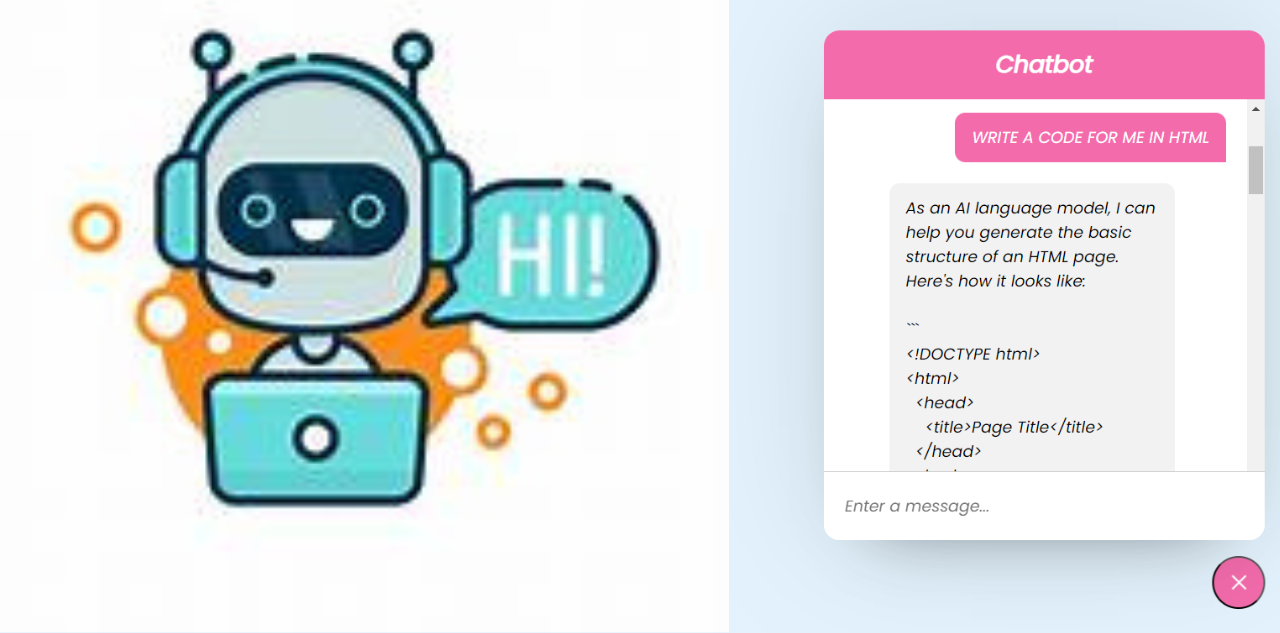 HI!
Chatbot
WRITE A CODE FOR ME IN HTML
As an AI language model, I can
help you generate the basic
structure of an HTML page.
Here's how it looks like:
```
<!DOCTYPE html>
<html>
<head>
<title>Page Title</title>
</head>
Enter a message...